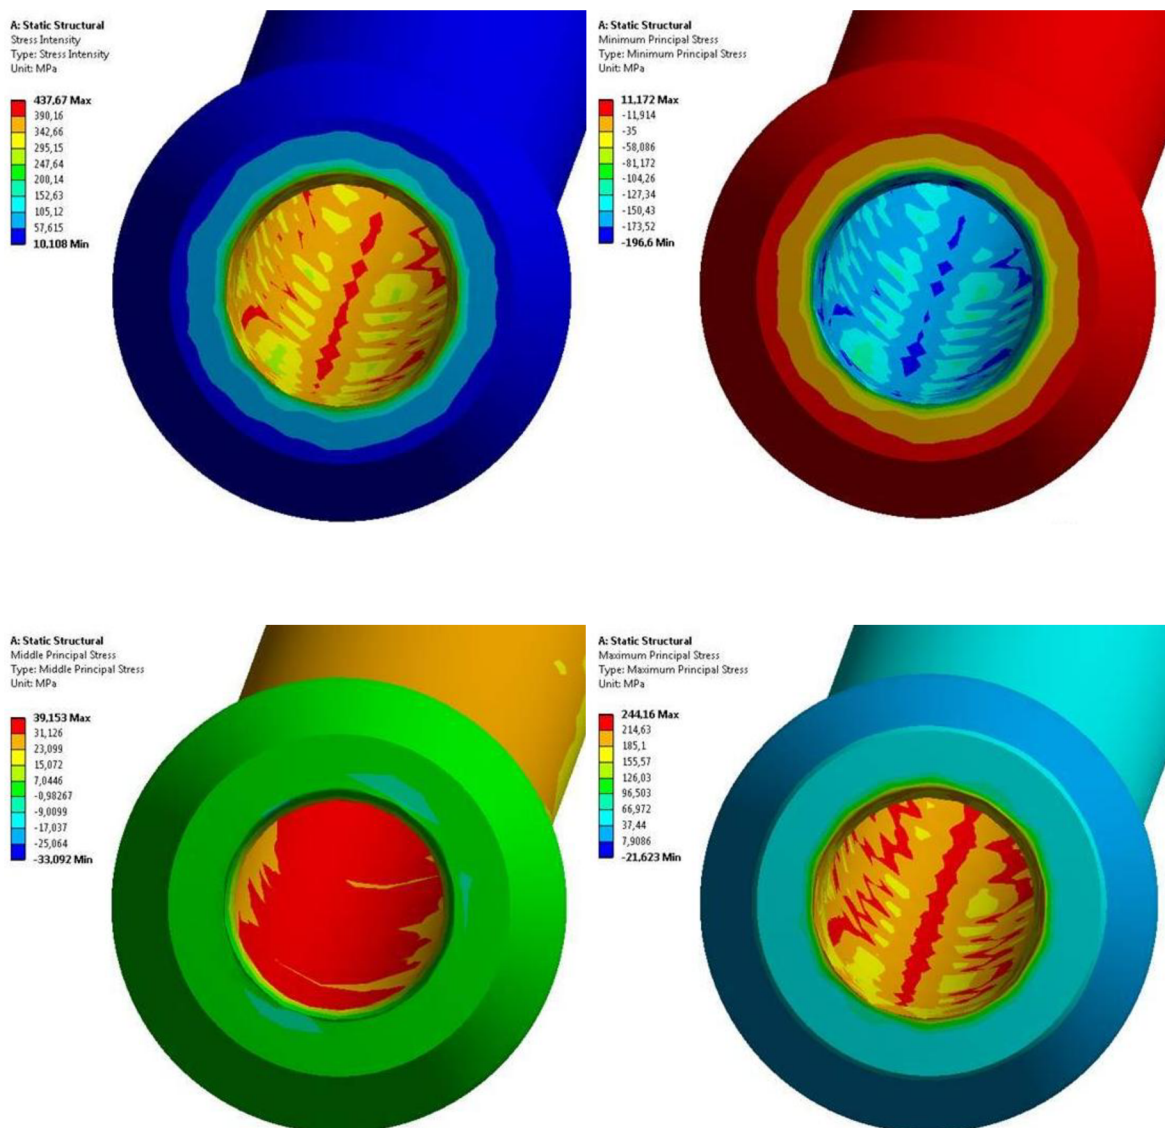 A: Static Structural
Stress Intensity
Type: Stress Intensity
Unit: MPa
437,67 Max
390,16
342,66
295,15
247,64
200,14
152,63
105,12
57,615
10,108 Min
A: Static Structural
Minimum Principal Stress
Type: Minimum Principal Stress
Unit: MPa
11,172 Max
-11,914
-35
-58,086
-81,172
-104,26
-127,34
-150,43
-173,52
-196,6 Min
A: Static Structural
Middle Principal Stress
Type: Middle Principal Stress
Unit: MPa
39,153 Max
31,126
23,099
15,072
7,0446
-0,98267
-9,0099
-17,037
-25,064
-33,092 Min
A: Static Structural
Maximum Principal Stress
Type: Maximum Principal Stress
Unit: MPa
244,16 Max
214,63
185,1
155,57
126,03
96,503
66,972
37,44
7,9086
-21,623 Min